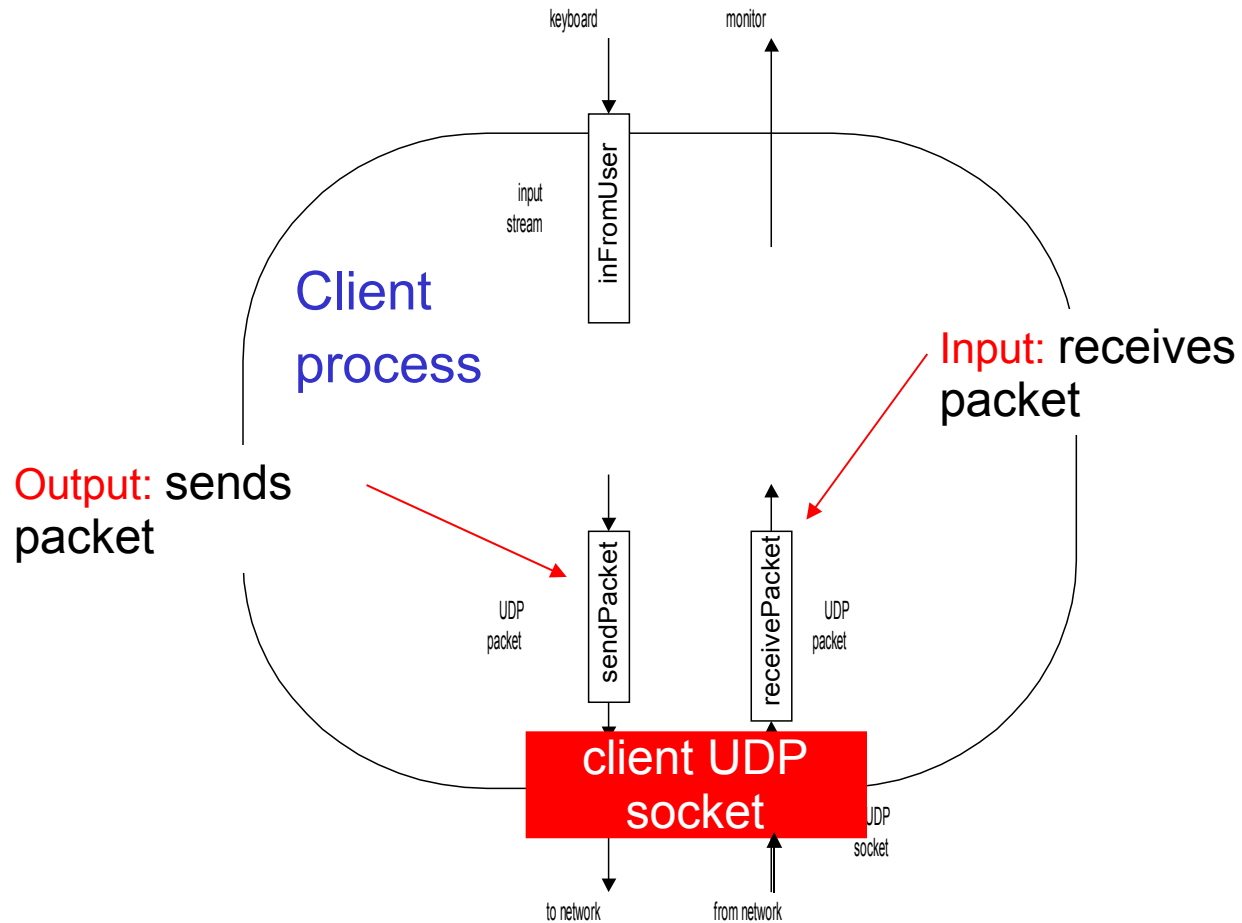 keyboard
monitor
inFromUser
input
stream
Client
process
Input: receives
packet
Output: sends
packet
sendPacket
receivePacket
UDP
packet
UDP
packet
client UDP
socket
UDP
socket
to network
from network